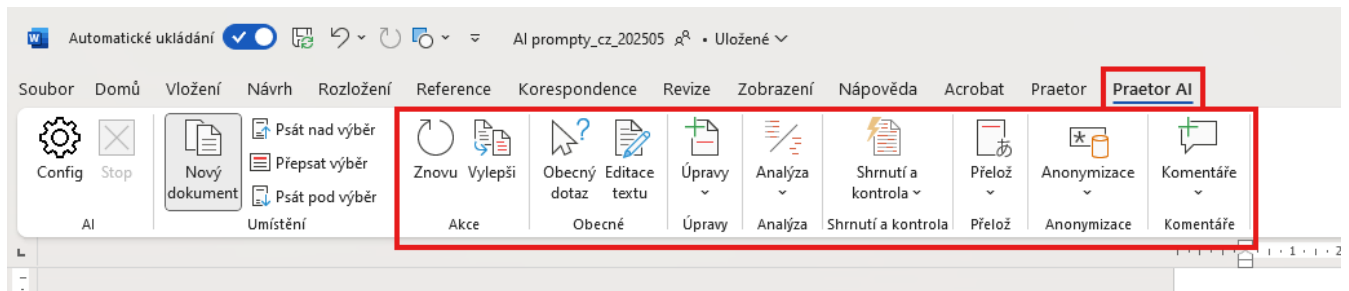 Automatické ukládání AI prompty_cz_202505 • Uložené
Soubor Domů Vložení Návrh Rozložení Reference Korespondence Revize Zobrazení Nápověda Acrobat Praetor Praetor AI
Config Stop
Nový dokument
Psát nad výběr
Přepsat výběr
Psát pod výběr
Znovu Vylepši
Obecný dotaz
Editace textu
Úpravy
Analýza
Shrnutí a kontrola
Přelož
Anonymizace
Komentáře
AI Umístění Akce Obecné Úpravy Analýza Shrnutí a kontrola Přelož Anonymizace Komentáře
1 2